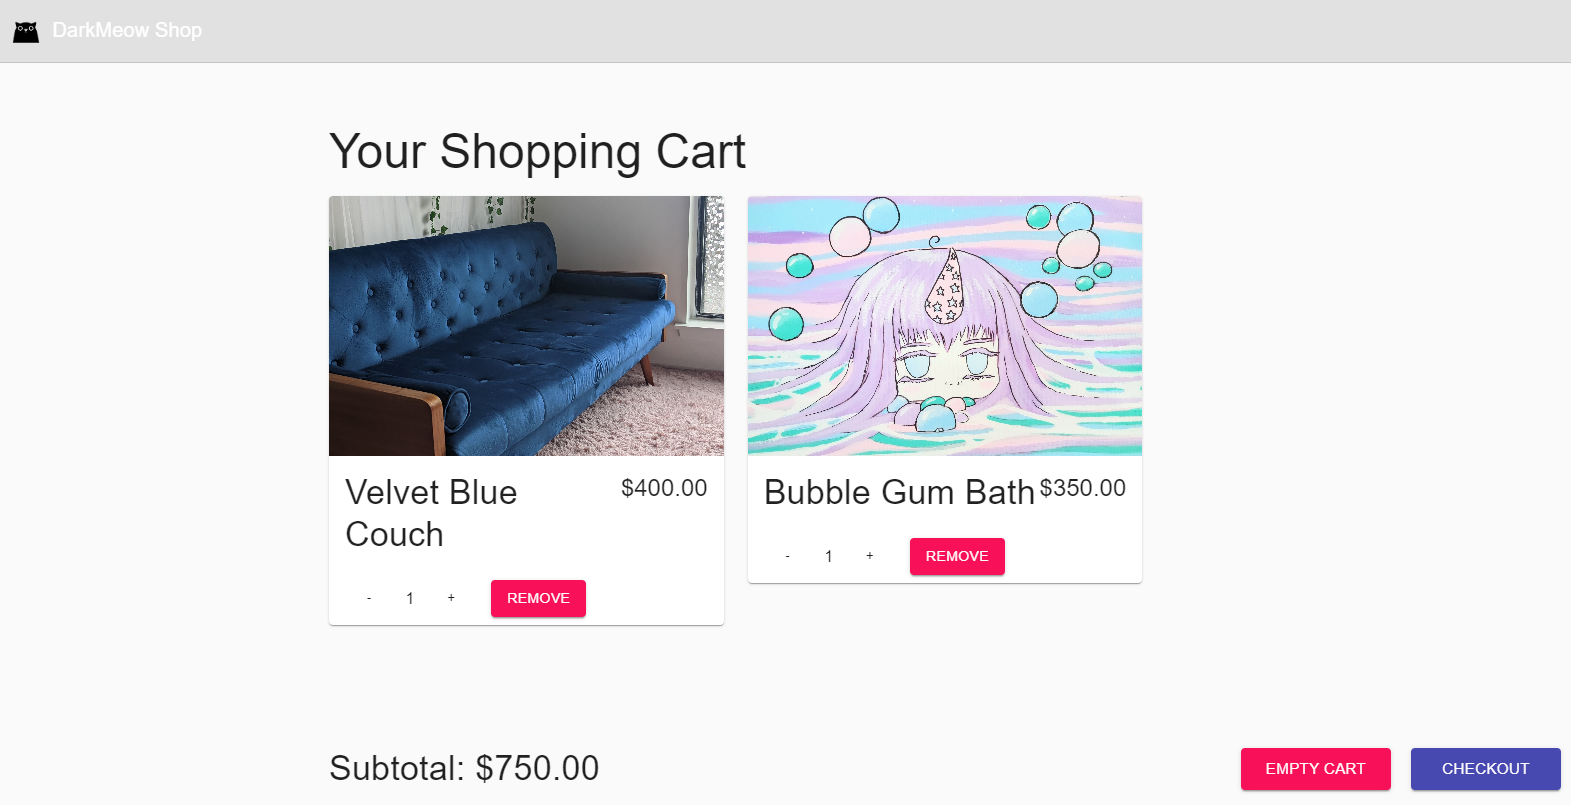 DarkMeow Shop
Your Shopping Cart
Velvet Blue Couch
$400.00
- 1 + REMOVE
Bubble Gum Bath $350.00
- 1 + REMOVE
Subtotal: $750.00
EMPTY CART CHECKOUT